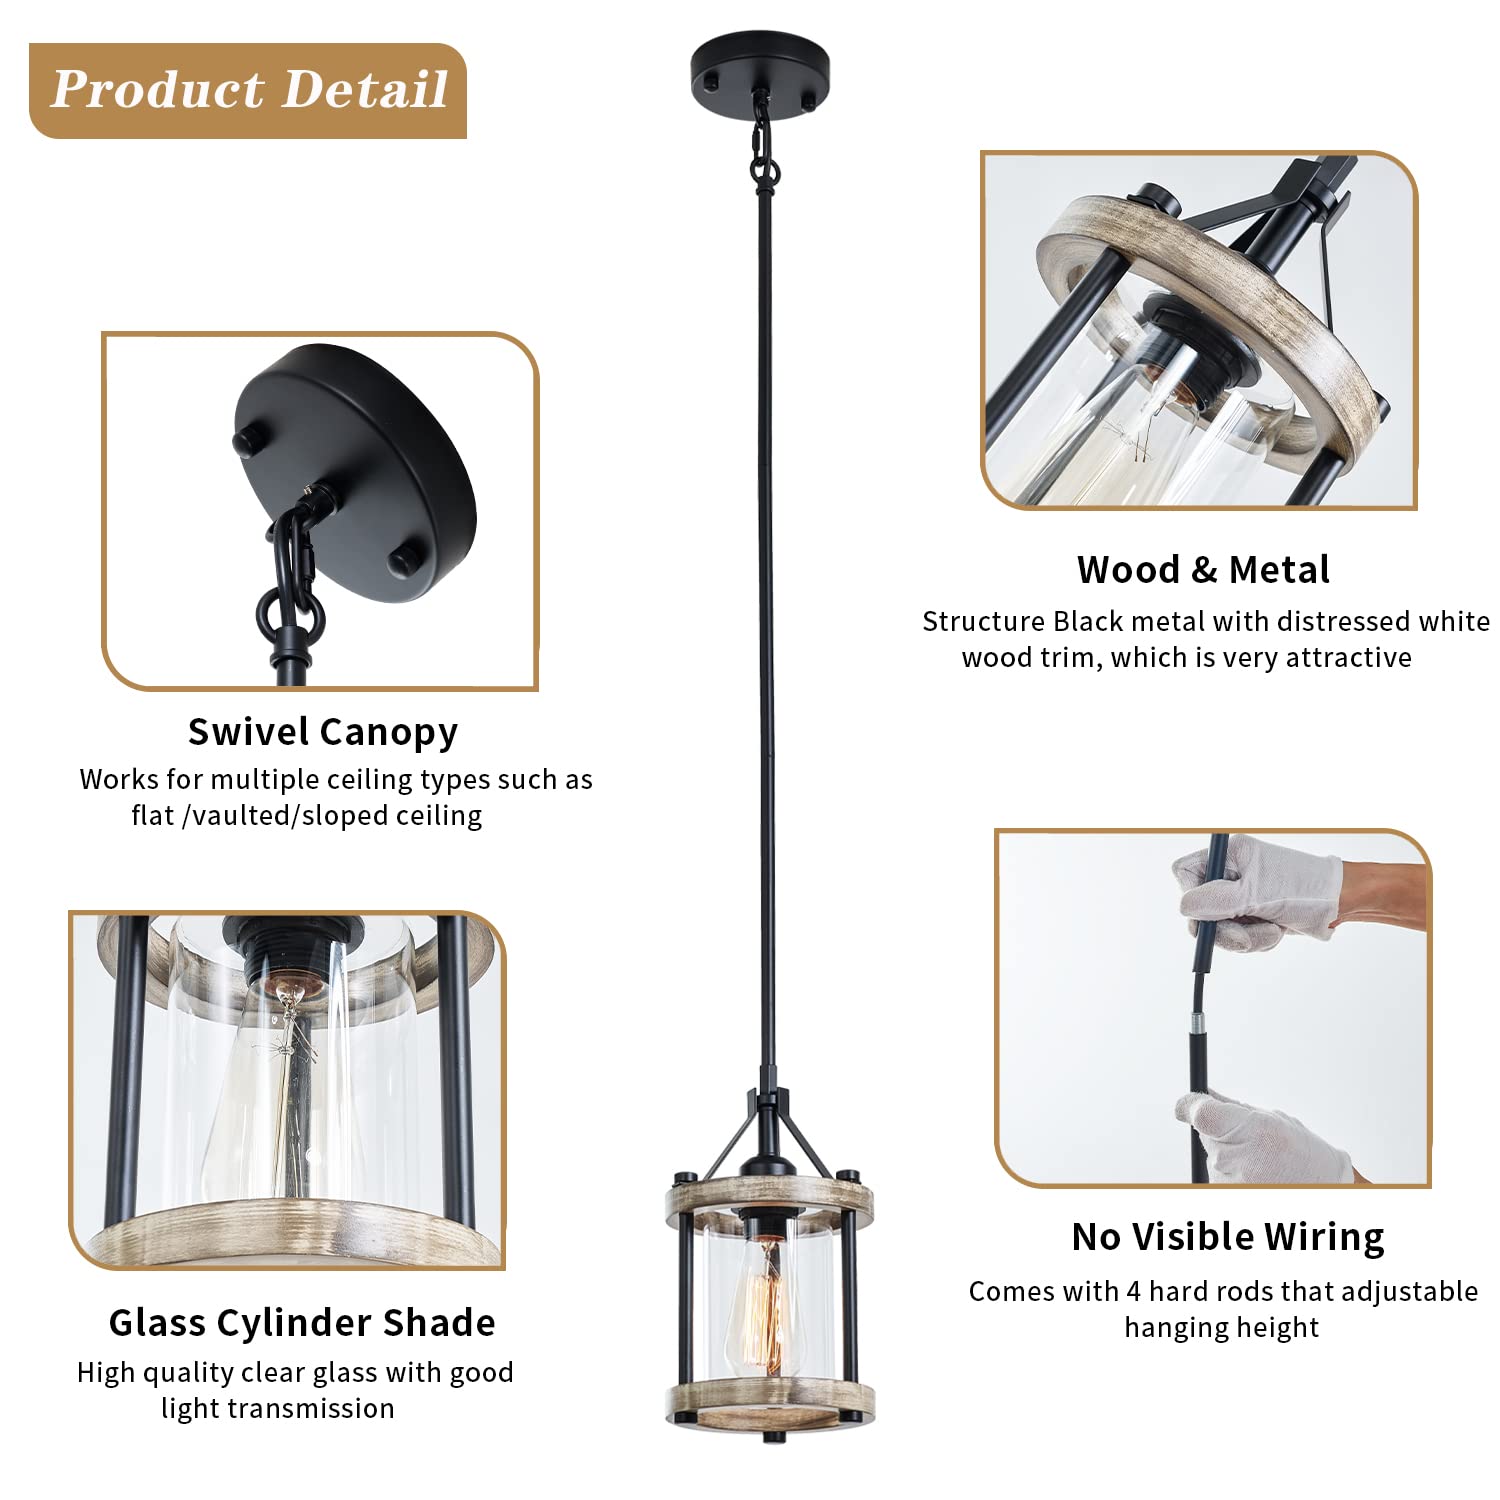 Product Detail
Wood & Metal
Structure Black metal with distressed white
wood trim, which is very attractive
Swivel Canopy
Works for multiple ceiling types such as
flat /vaulted/sloped ceiling
No Visible Wiring
Comes with 4 hard rods that adjustable
hanging height
Glass Cylinder Shade
High quality clear glass with good
light transmission